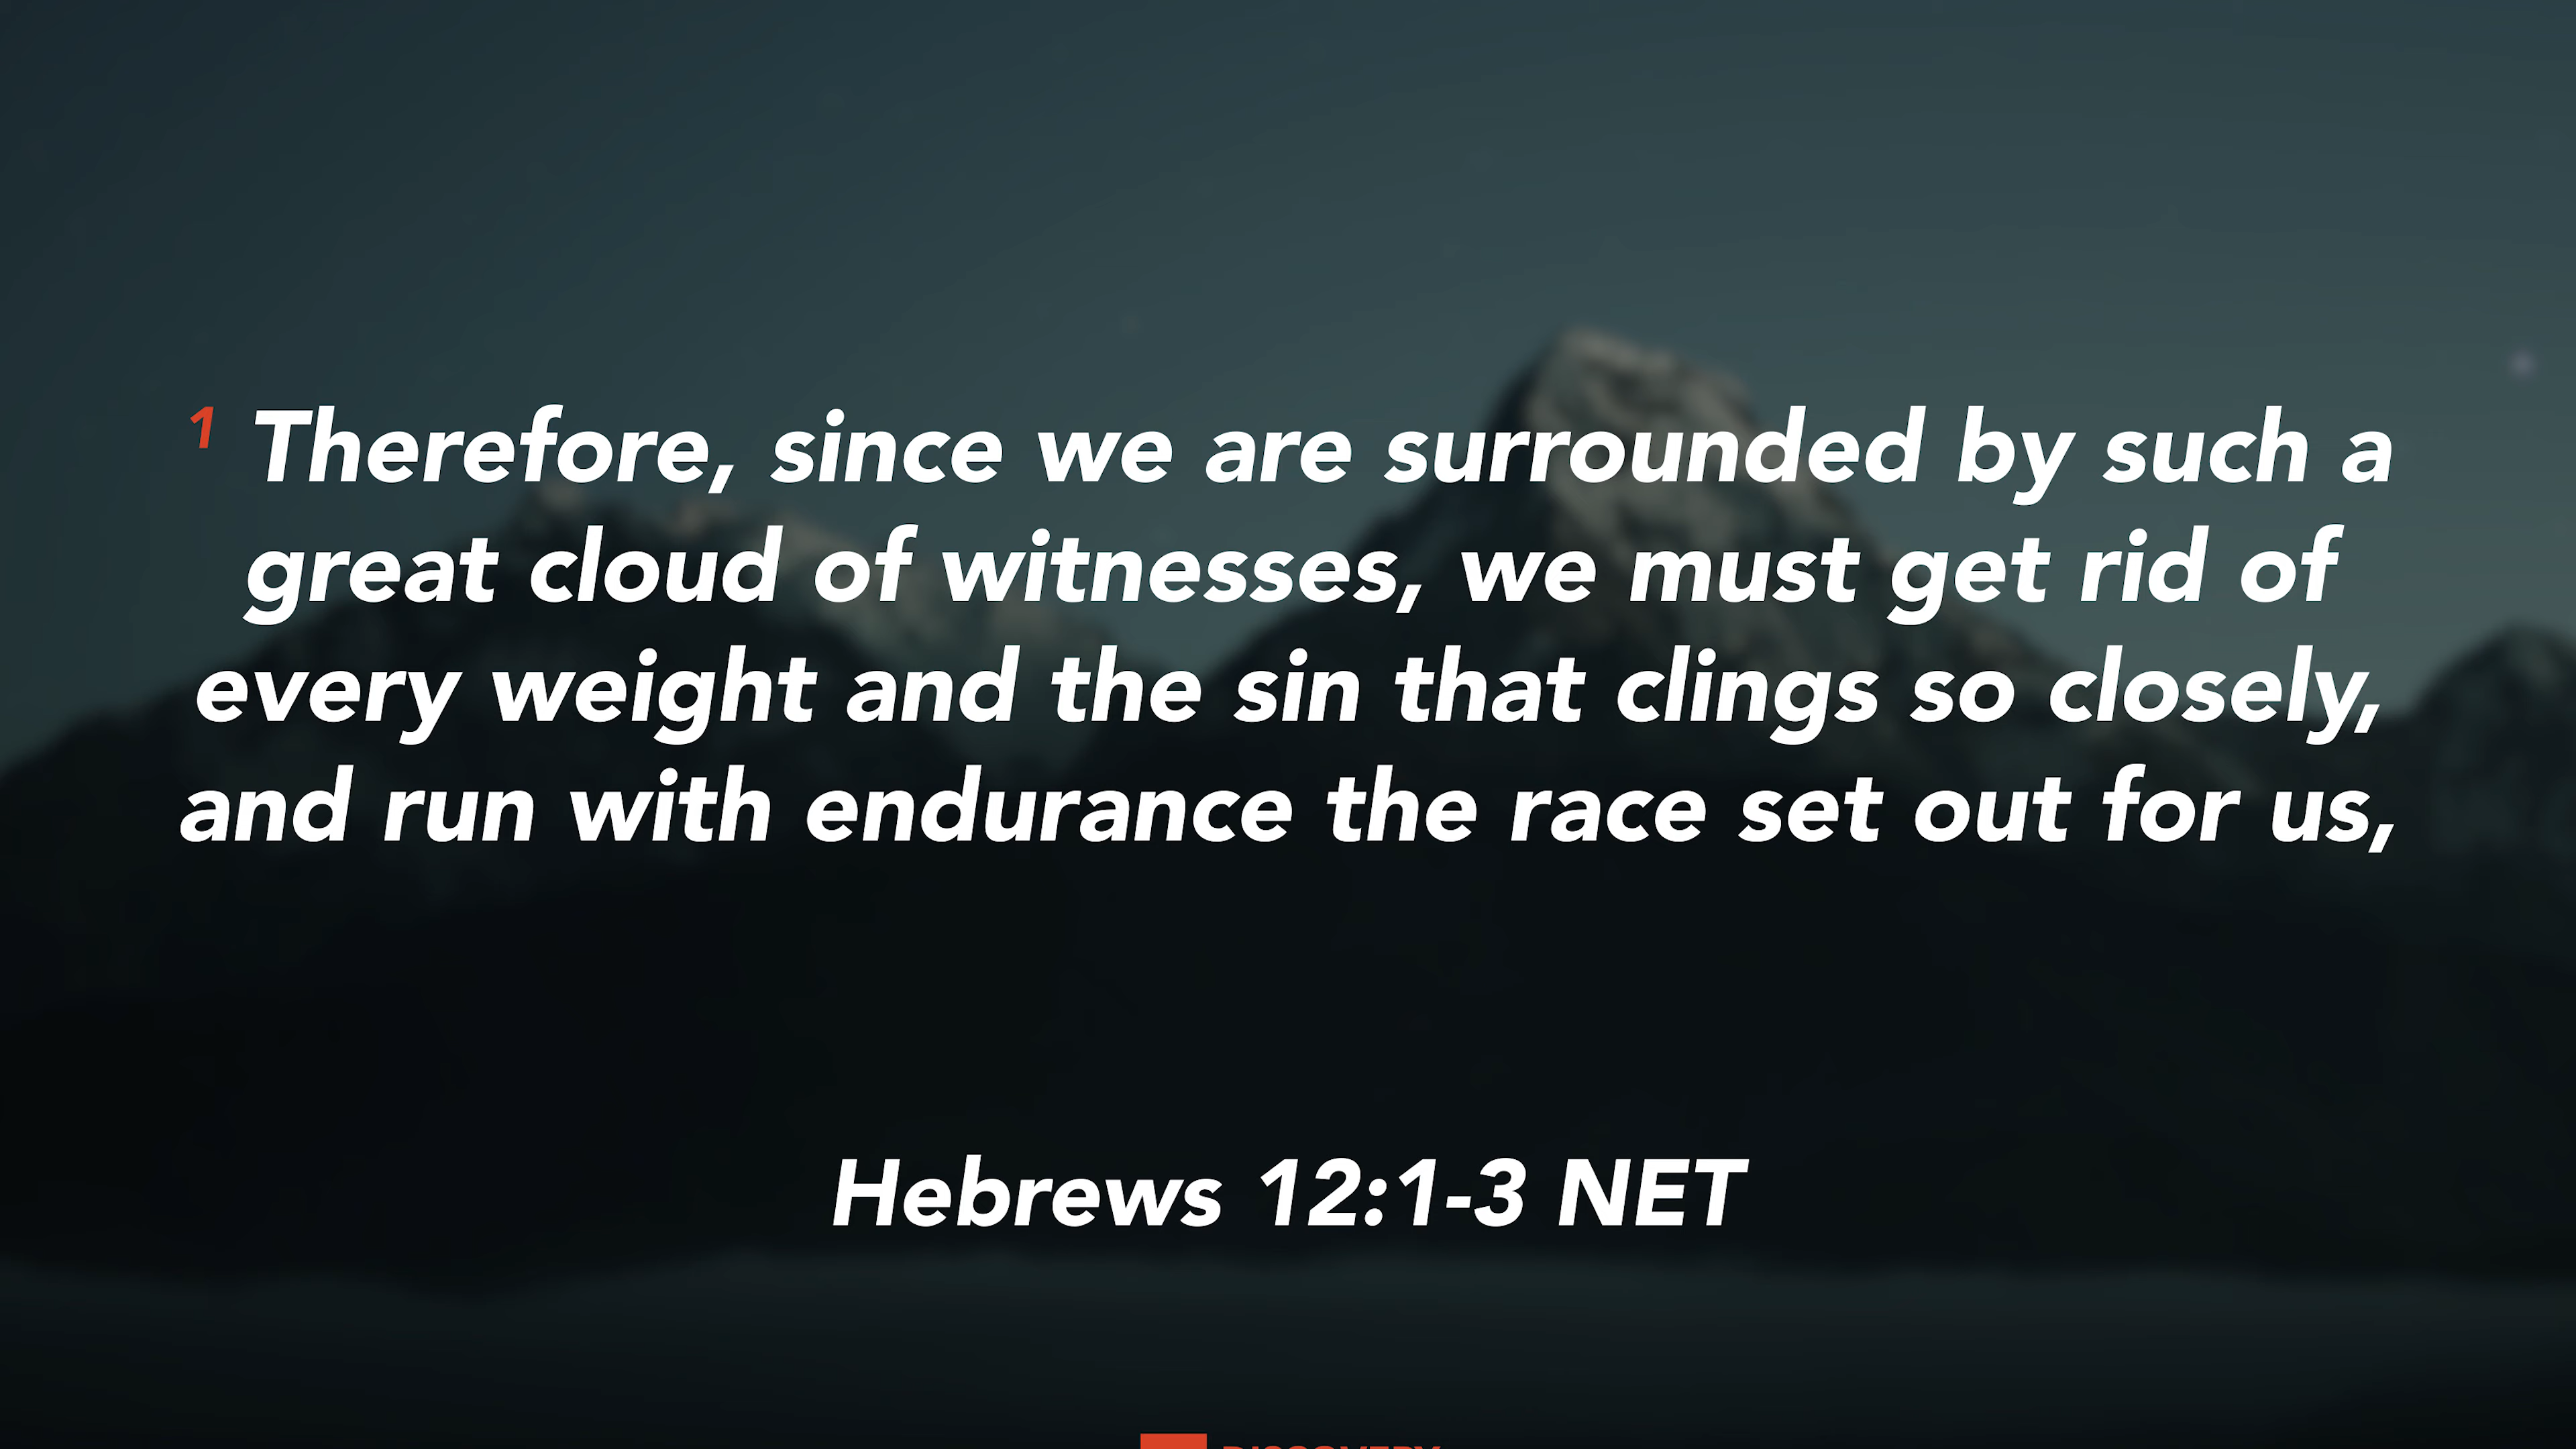 1 Therefore, since we are surrounded by such a
great cloud of witnesses, we must get rid of
every weight and the sin that clings so closely,
and run with endurance the race set out for us,
Hebrews 12:1-3 NET